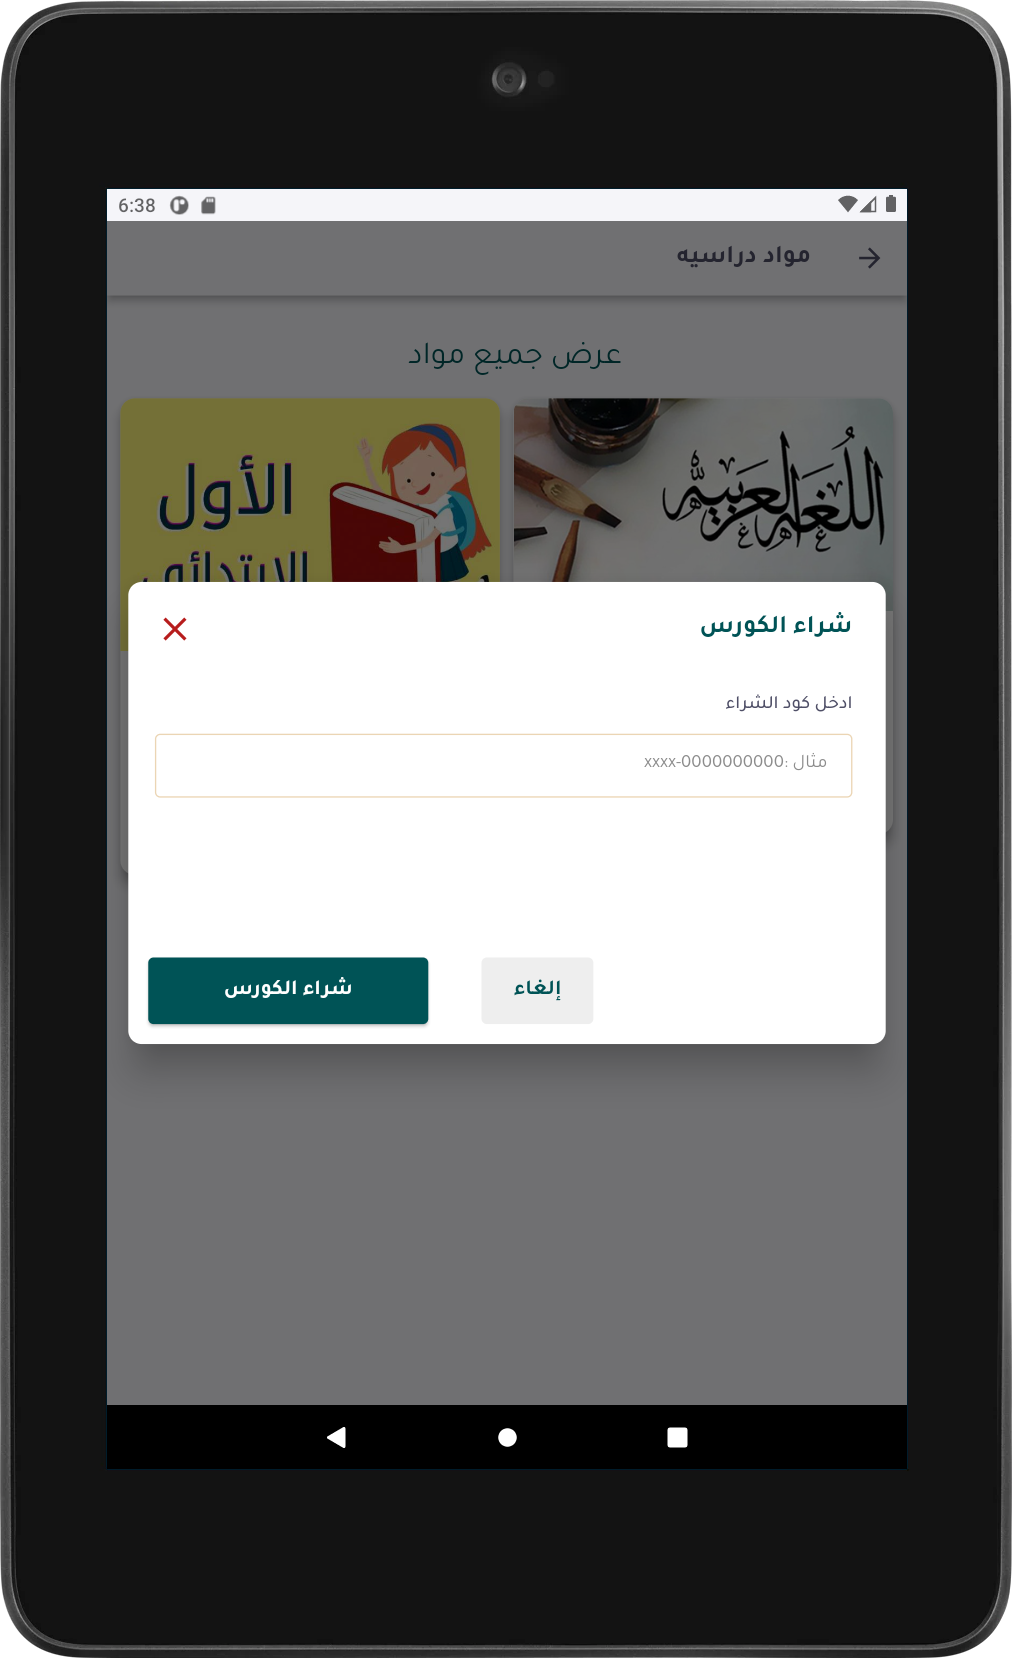 6:38
مواد دراسيه
عرض جميع مواد
اللغة العربية
الأول
الابتدائي
شراء الكورس
ادخل كود الشراء
مثال :0000000000-xxxx
إلغاء
شراء الكورس